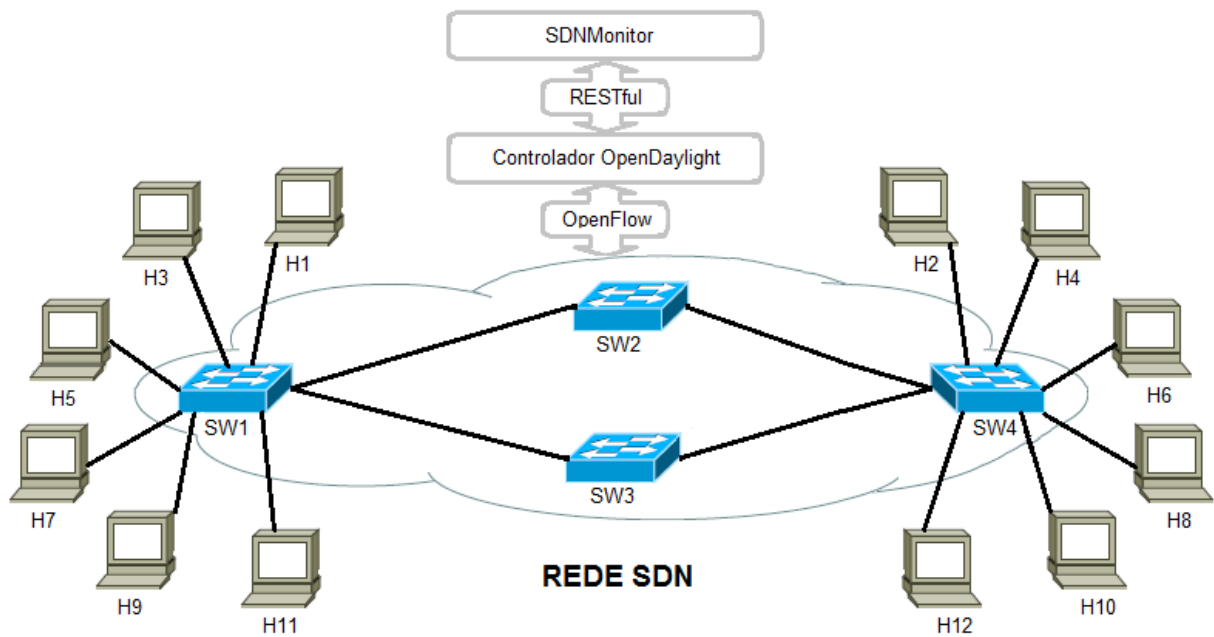 SDNMonitor
RESTful
Controlador OpenDaylight
OpenFlow
H3
H1
H2
H4
H5
SW1
SW2
SW4
H6
H7
SW3
H8
H9
H11
REDE SDN
H12
H10